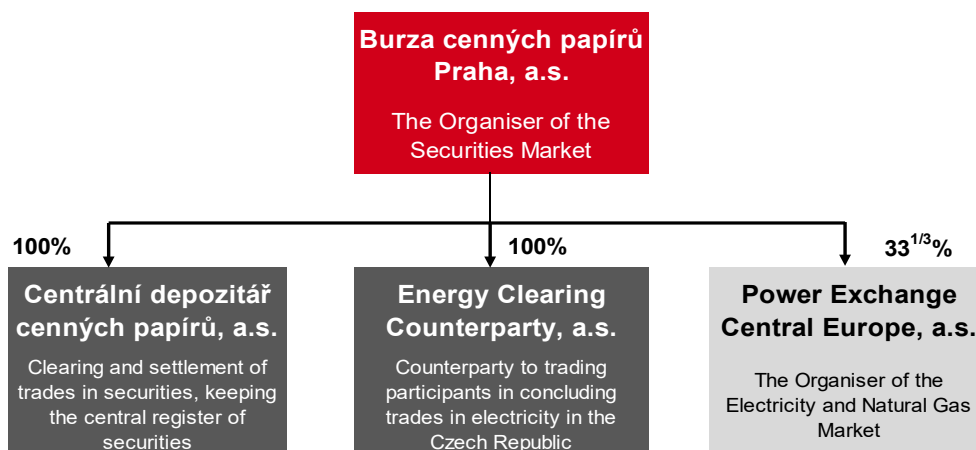 Burza cenných papírů
Praha, a.s.
The Organiser of the
Securities Market
100%
100%
33^1/3%
Centrální depozitář
cenných papírů, a.s.
Clearing and settlement of
trades in securities, keeping
the central register of
securities
Energy Clearing
Counterparty, a.s.
Counterparty to trading
participants in concluding
trades in electricity in the
Czech Republic
Power Exchange
Central Europe, a.s.
The Organiser of the
Electricity and Natural Gas
Market